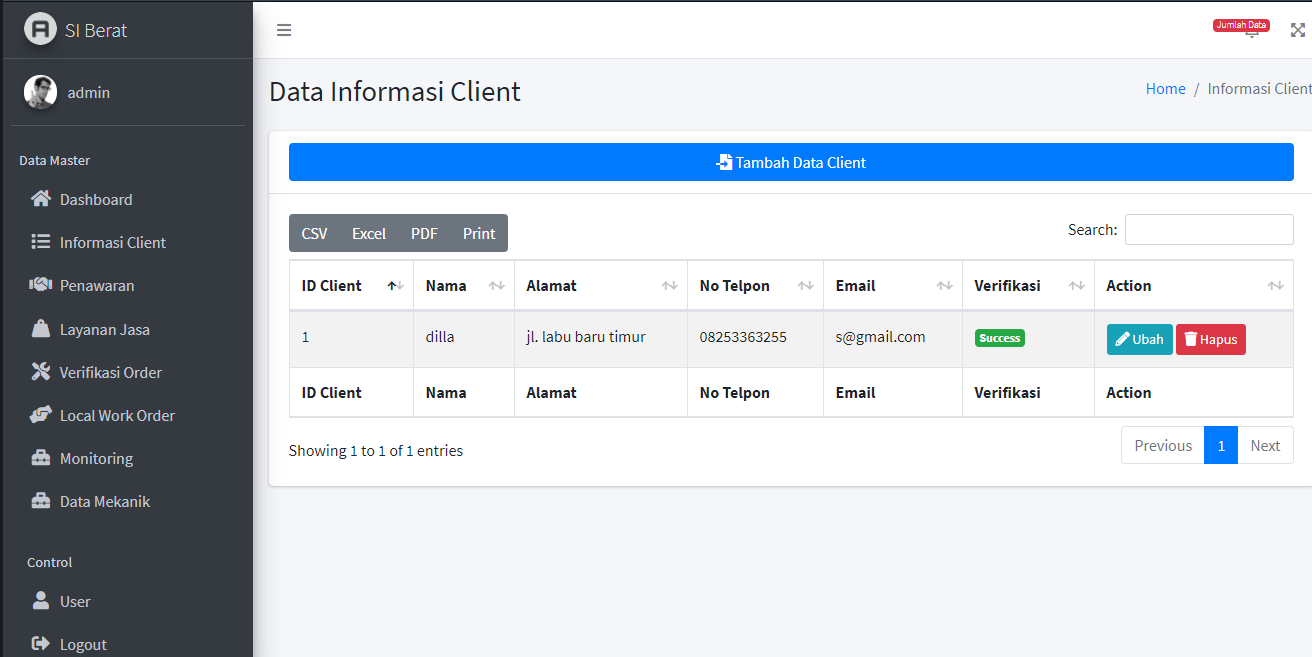 SI Berat
Jumlah Data
admin
Data Informasi Client
Home / Informasi Client
Data Master
Dashboard
Informasi Client
Penawaran
Layanan Jasa
Verifikasi Order
Local Work Order
Monitoring
Data Mekanik
Control
User
Logout
Tambah Data Client
CSV Excel PDF Print
Search:
ID Client Nama Alamat No Telpon Email Verifikasi Action
1 dilla jl. labu baru timur 08253363255 s@gmail.com Success Ubah Hapus
ID Client Nama Alamat No Telpon Email Verifikasi Action
Showing 1 to 1 of 1 entries
Previous 1 Next